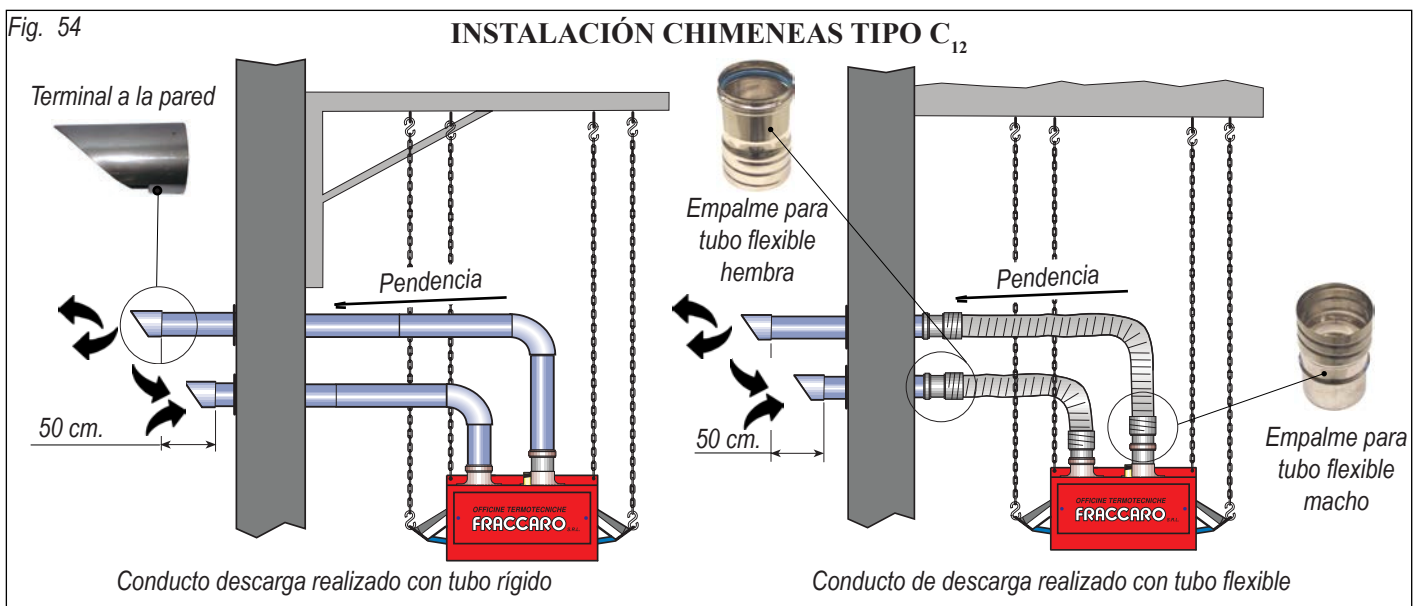 Fig. 54
INSTALACIÓN CHIMENEAS TIPO C12
Terminal a la pared
Pendencia
50 cm.
OFFICINE TERMOTECNICHE
FRACCARO S.R.L.
Conducto descarga realizado con tubo rígido
Empalme para
tubo flexible
hembra
Pendencia
50 cm.
Empalme para
tubo flexible
macho
OFFICINE TERMOTECNICHE
FRACCARO S.R.L.
Conducto de descarga realizado con tubo flexible